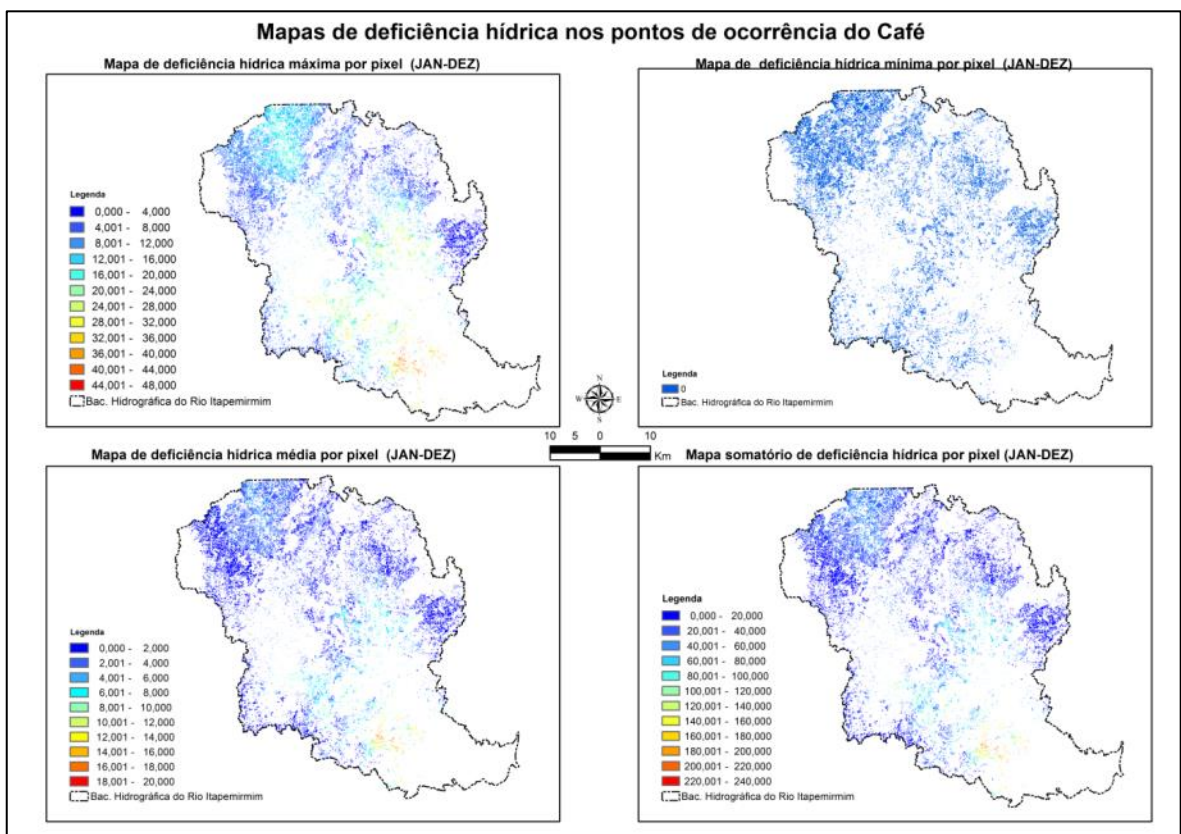 Mapas de deficiência hídrica nos pontos de ocorrência do Café
Mapa de deficiência hídrica máxima por pixel (JAN-DEZ)
Legenda
0,000 - 4,000
4,001 - 8,000
8,001 - 12,000
12,001 - 16,000
16,001 - 20,000
20,001 - 24,000
24,001 - 28,000
28,001 - 32,000
32,001 - 36,000
36,001 - 40,000
40,001 - 44,000
44,001 - 48,000
Bac. Hidrográfica do Rio Itapemirmim
Mapa de deficiência hídrica mínima por pixel (JAN-DEZ)
Legenda
0
Bac. Hidrográfica do Rio Itapemirmim
N
W E
S
10 5 0 10
Km
Mapa de deficiência hídrica média por pixel (JAN-DEZ)
Legenda
0,000 - 2,000
2,001 - 4,000
4,001 - 6,000
6,001 - 8,000
8,001 - 10,000
10,001 - 12,000
12,001 - 14,000
14,001 - 16,000
16,001 - 18,000
18,001 - 20,000
Bac. Hidrográfica do Rio Itapemirmim
Mapa somatório de deficiência hídrica por pixel (JAN-DEZ)
Legenda
0,000 - 20,000
20,001 - 40,000
40,001 - 60,000
60,001 - 80,000
80,001 - 100,000
100,001 - 120,000
120,001 - 140,000
140,001 - 160,000
160,001 - 180,000
180,001 - 200,000
200,001 - 220,000
220,001 - 240,000
Bac. Hidrográfica do Rio Itapemirmim